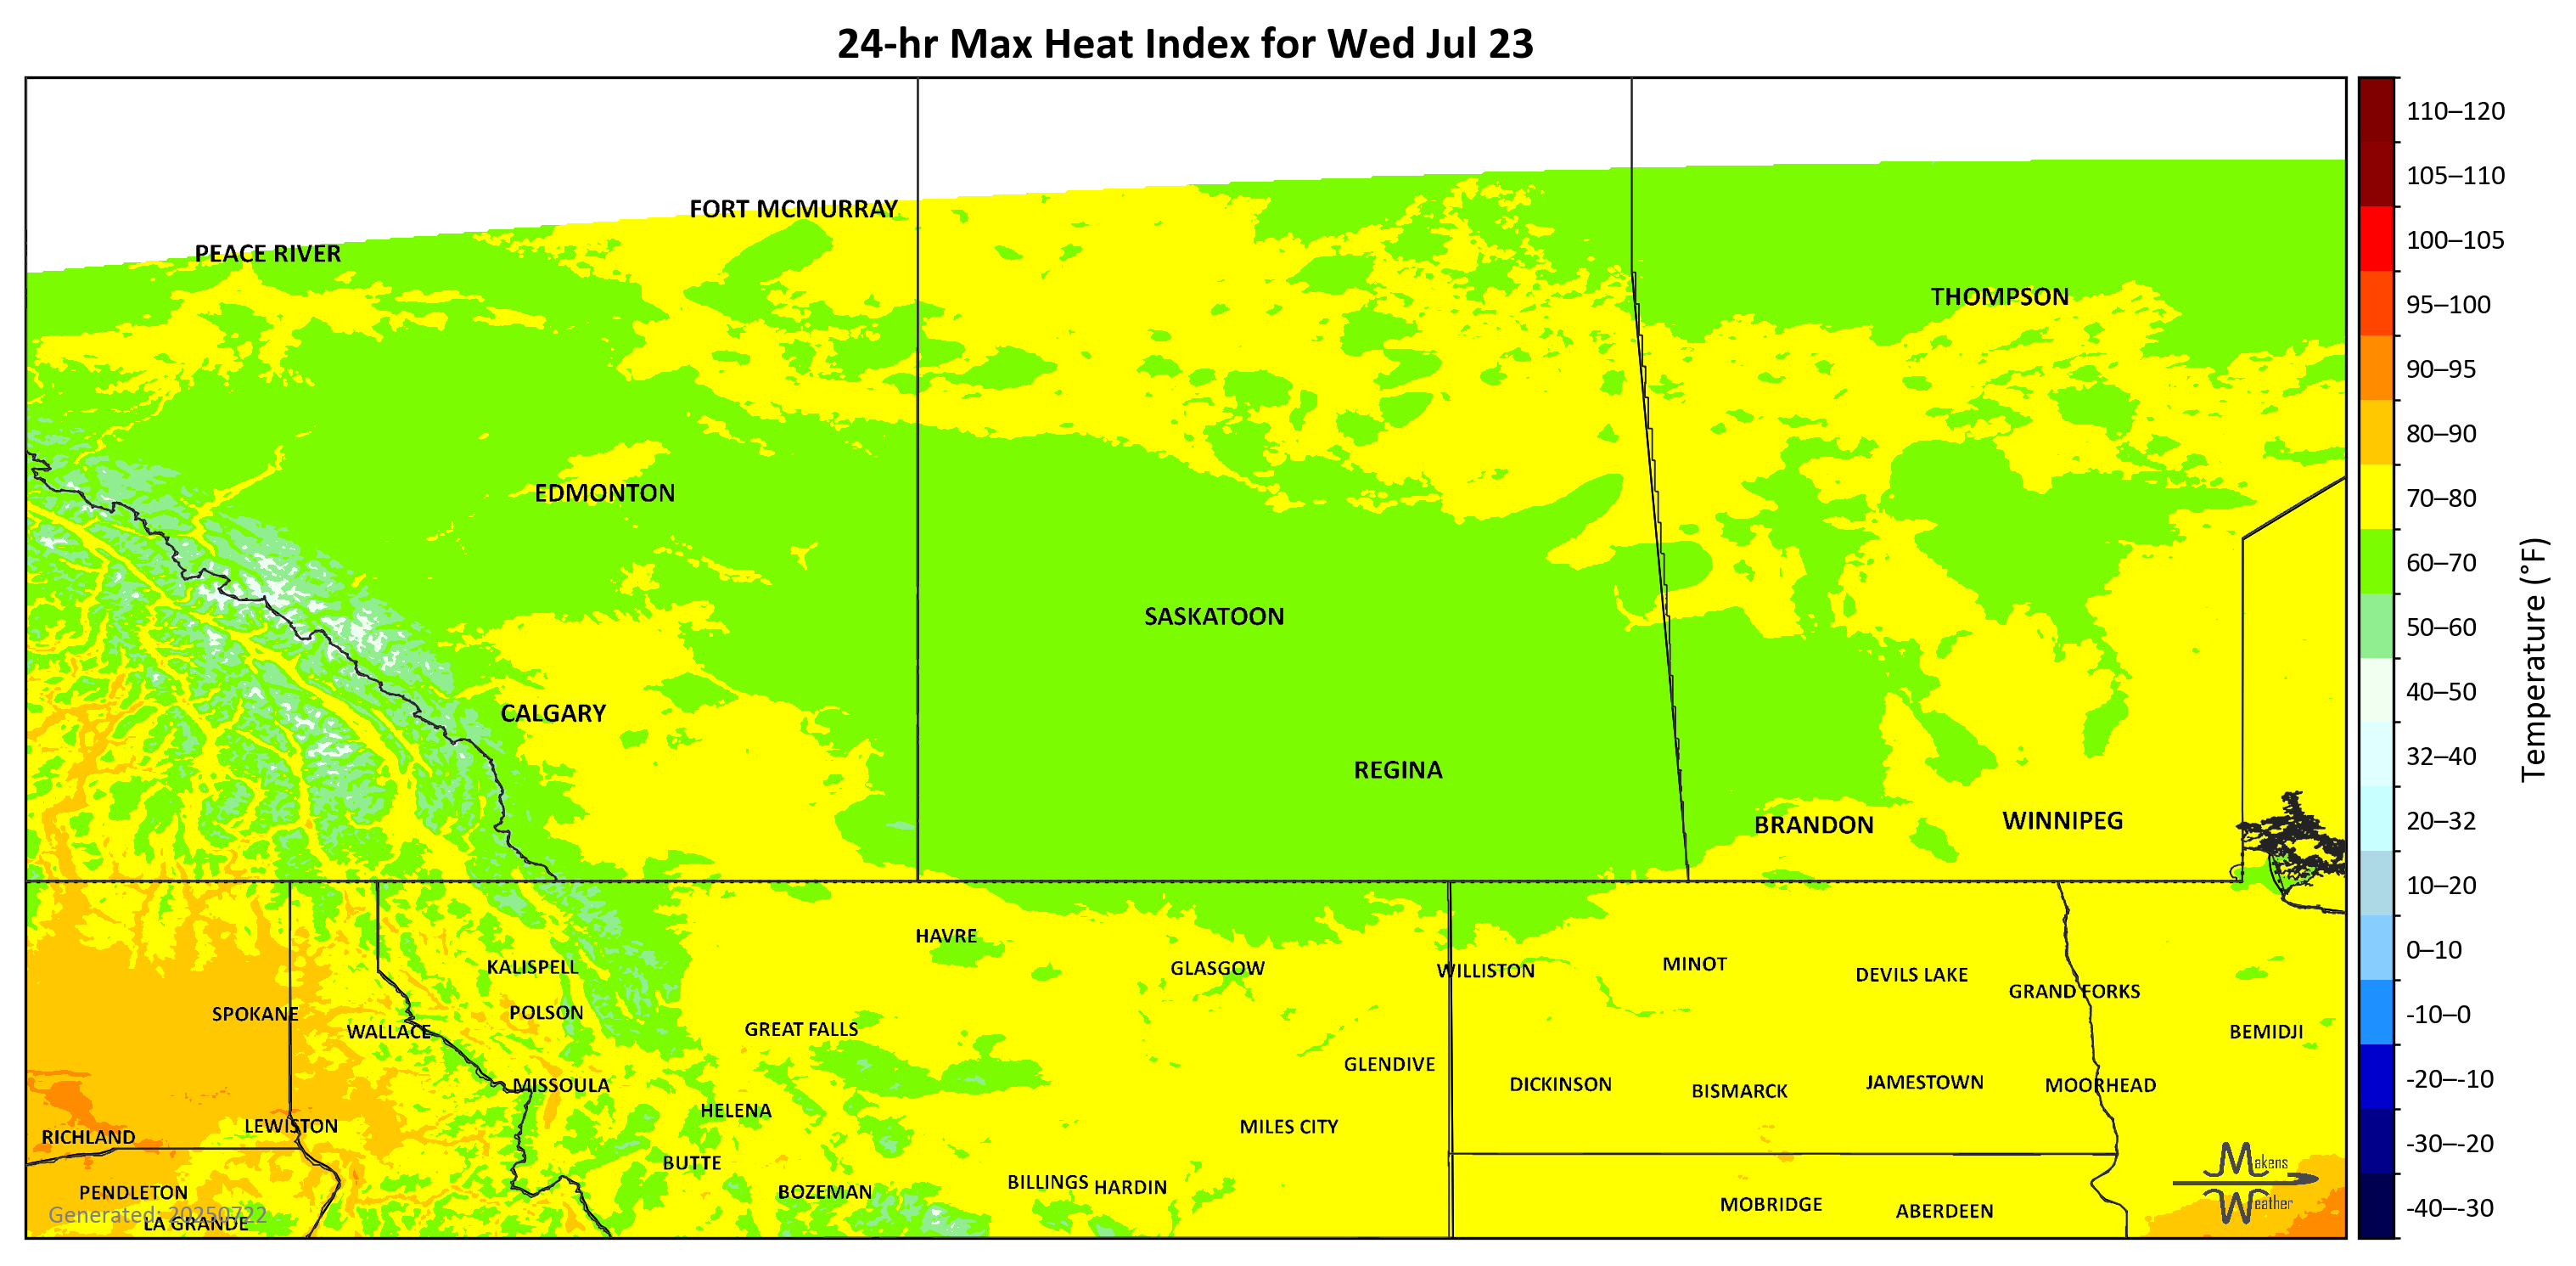 24-hr Max Heat Index for Wed Jul 23
FORT MCMURRAY
PEACE RIVER
THOMPSON
EDMONTON
SASKATOON
CALGARY
REGINA
BRANDON
WINNIPEG
HAVRE
KALISPELL
GLASGOW
WILLISTON
MINOT
DEVILS LAKE
GRAND FORKS
SPOKANE
POLSON
WALLACE
GREAT FALLS
BEMIDJI
GLENDIVE
MISSOULA
DICKINSON
BISMARCK
JAMESTOWN
MOORHEAD
HELENA
LEWISTON
MILES CITY
RICHLAND
BUTTE
BILLINGS
HARDIN
PENDLETON
BOZEMAN
MOBRIDGE
ABERDEEN
Generated: 20250722
LA GRANDE
Makens
Weather
110–120
105–110
100–105
95–100
90–95
80–90
70–80
60–70
50–60
40–50
32–40
20–32
10–20
0–10
-10–0
-20–-10
-30–-20
-40–-30
Temperature (°F)